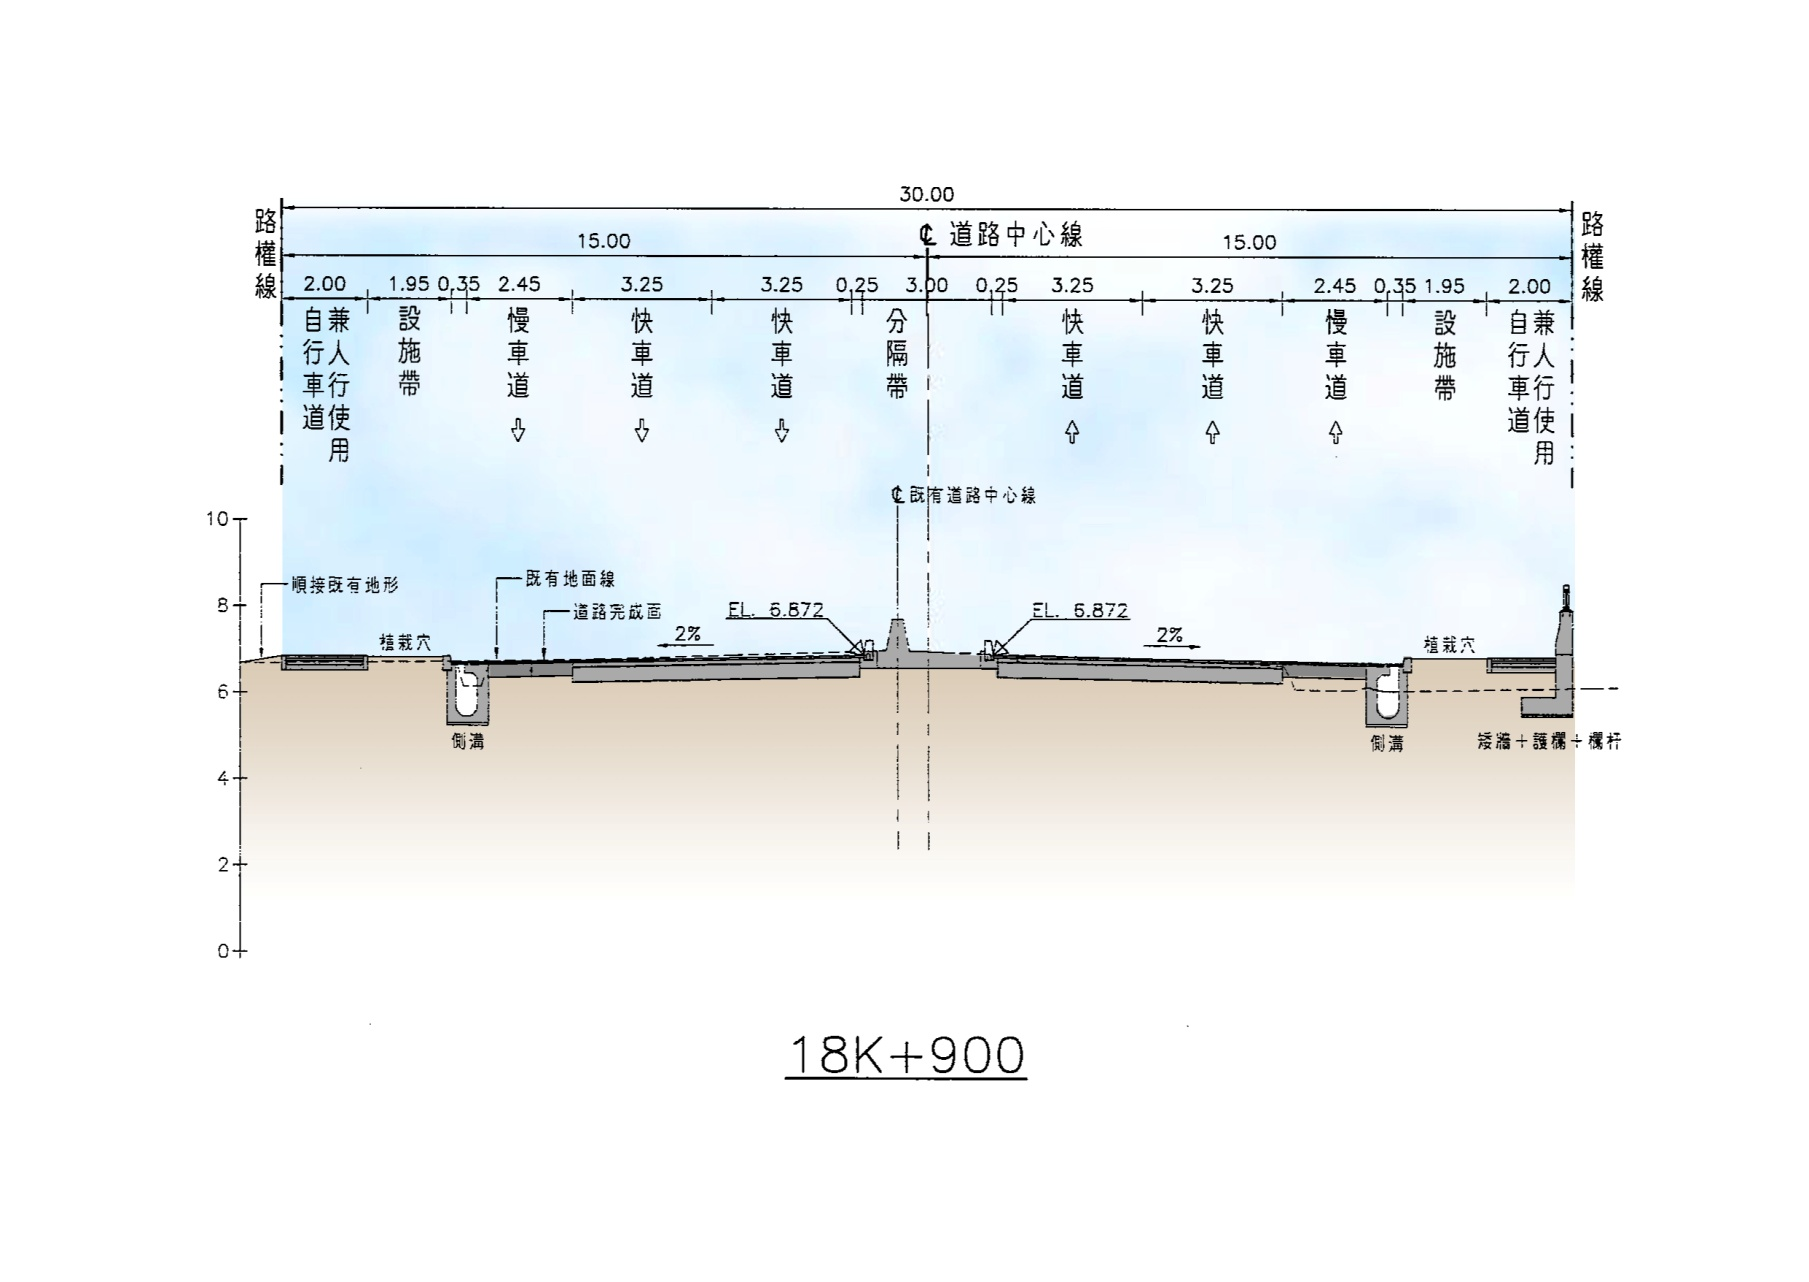 30.00
路權線
15.00
℄ 道路中心線
15.00
路權線
2.00 1.95 0.35 2.45 3.25 3.25 0.25 3.00 0.25 3.25 3.25 2.45 0.35 1.95 2.00
兼人行使用
自行車道
設施帶
慢車道
快車道
快車道
分隔帶
快車道
快車道
慢車道
設施帶
兼人行使用
自行車道
℄ 既有道路中心線
10
8
6
4
2
0
順接既有地形
既有地面線
道路完成面
EL. 6.872
EL. 6.872
植栽穴
2%
2%
植栽穴
側溝
側溝
矮牆+護欄+欄杆
18K+900